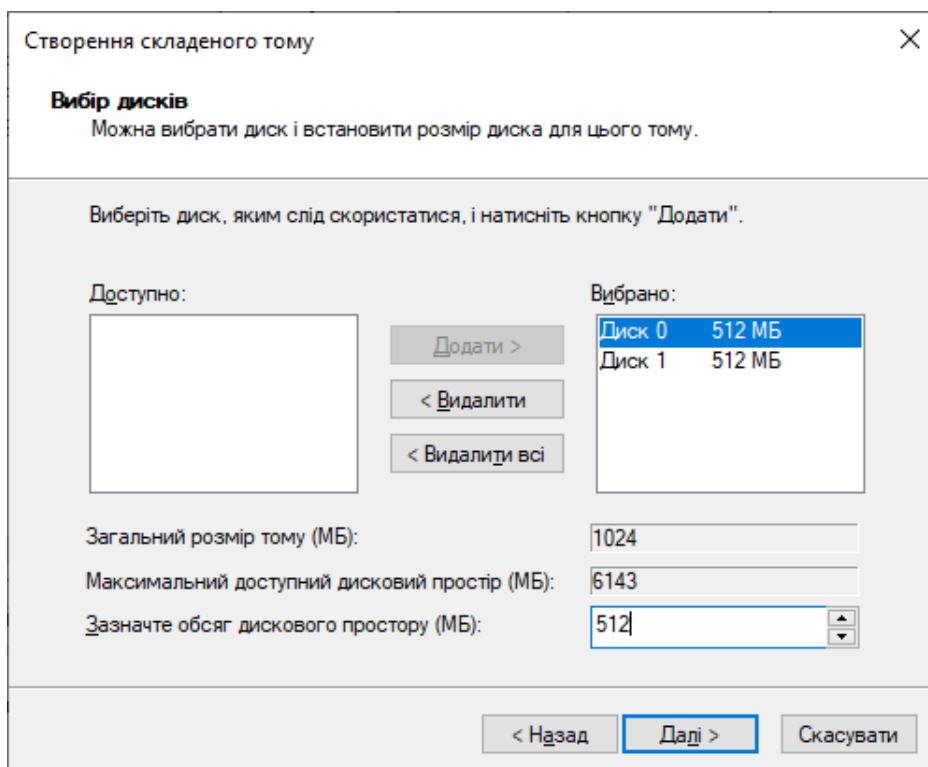 Створення складеного тому
Вибір дисків
Можна вибрати диск і встановити розмір диска для цього тому.
Виберіть диск, яким слід скористатися, і натисніть кнопку "Додати".
Доступно:
Вибрано:
Додати >
< Видалити
< Видалити всі
Диск 0 512 МБ
Диск 1 512 МБ
Загальний розмір тому (МБ): 1024
Максимальний доступний дисковий простір (МБ): 6143
Зазначте обсяг дискового простору (МБ): 512
< Назад Далі > Скасувати